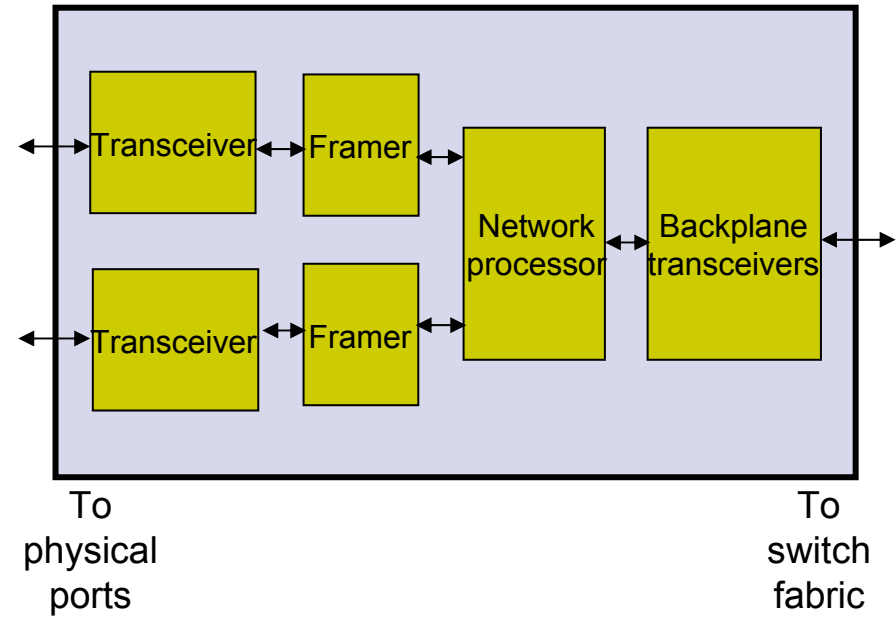 Transceiver
Framer
Transceiver
Framer
Network
processor
Backplane
transceivers
To
physical
ports
To
switch
fabric